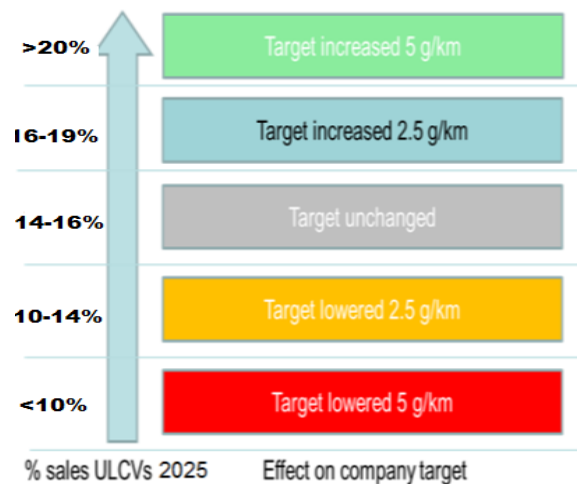 >20%
Target increased 5 g/km
16-19%
Target increased 2.5 g/km
14-16%
Target unchanged
10-14%
Target lowered 2.5 g/km
<10%
Target lowered 5 g/km
% sales ULCVs 2025 Effect on company target